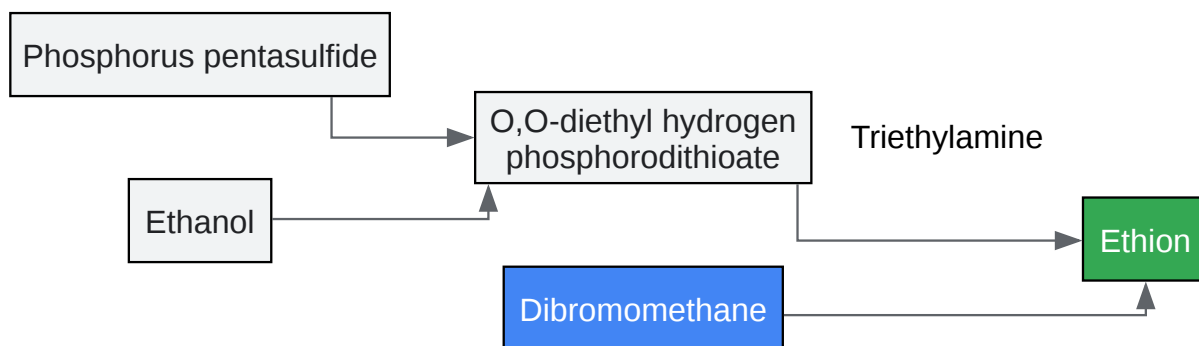 Phosphorus pentasulfide
O,O-diethyl hydrogen
phosphorodithioate
Triethylamine
Ethanol
Ethion
Dibromomethane